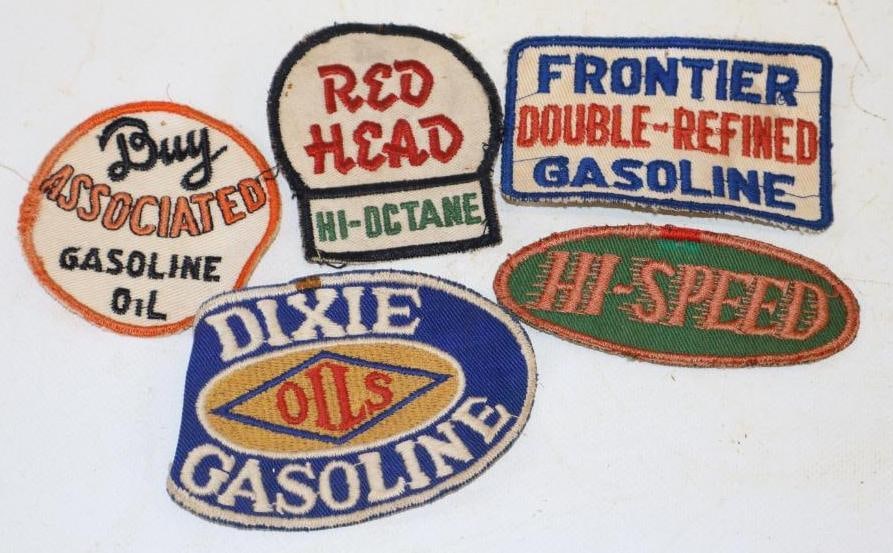 Buy
ASSOCIATED
GASOLINE
OIL
RED
HEAD
HI-OCTANE
FRONTIER
DOUBLE-REFINED
GASOLINE
DIXIE
OILS
GASOLINE
HI-SPEED